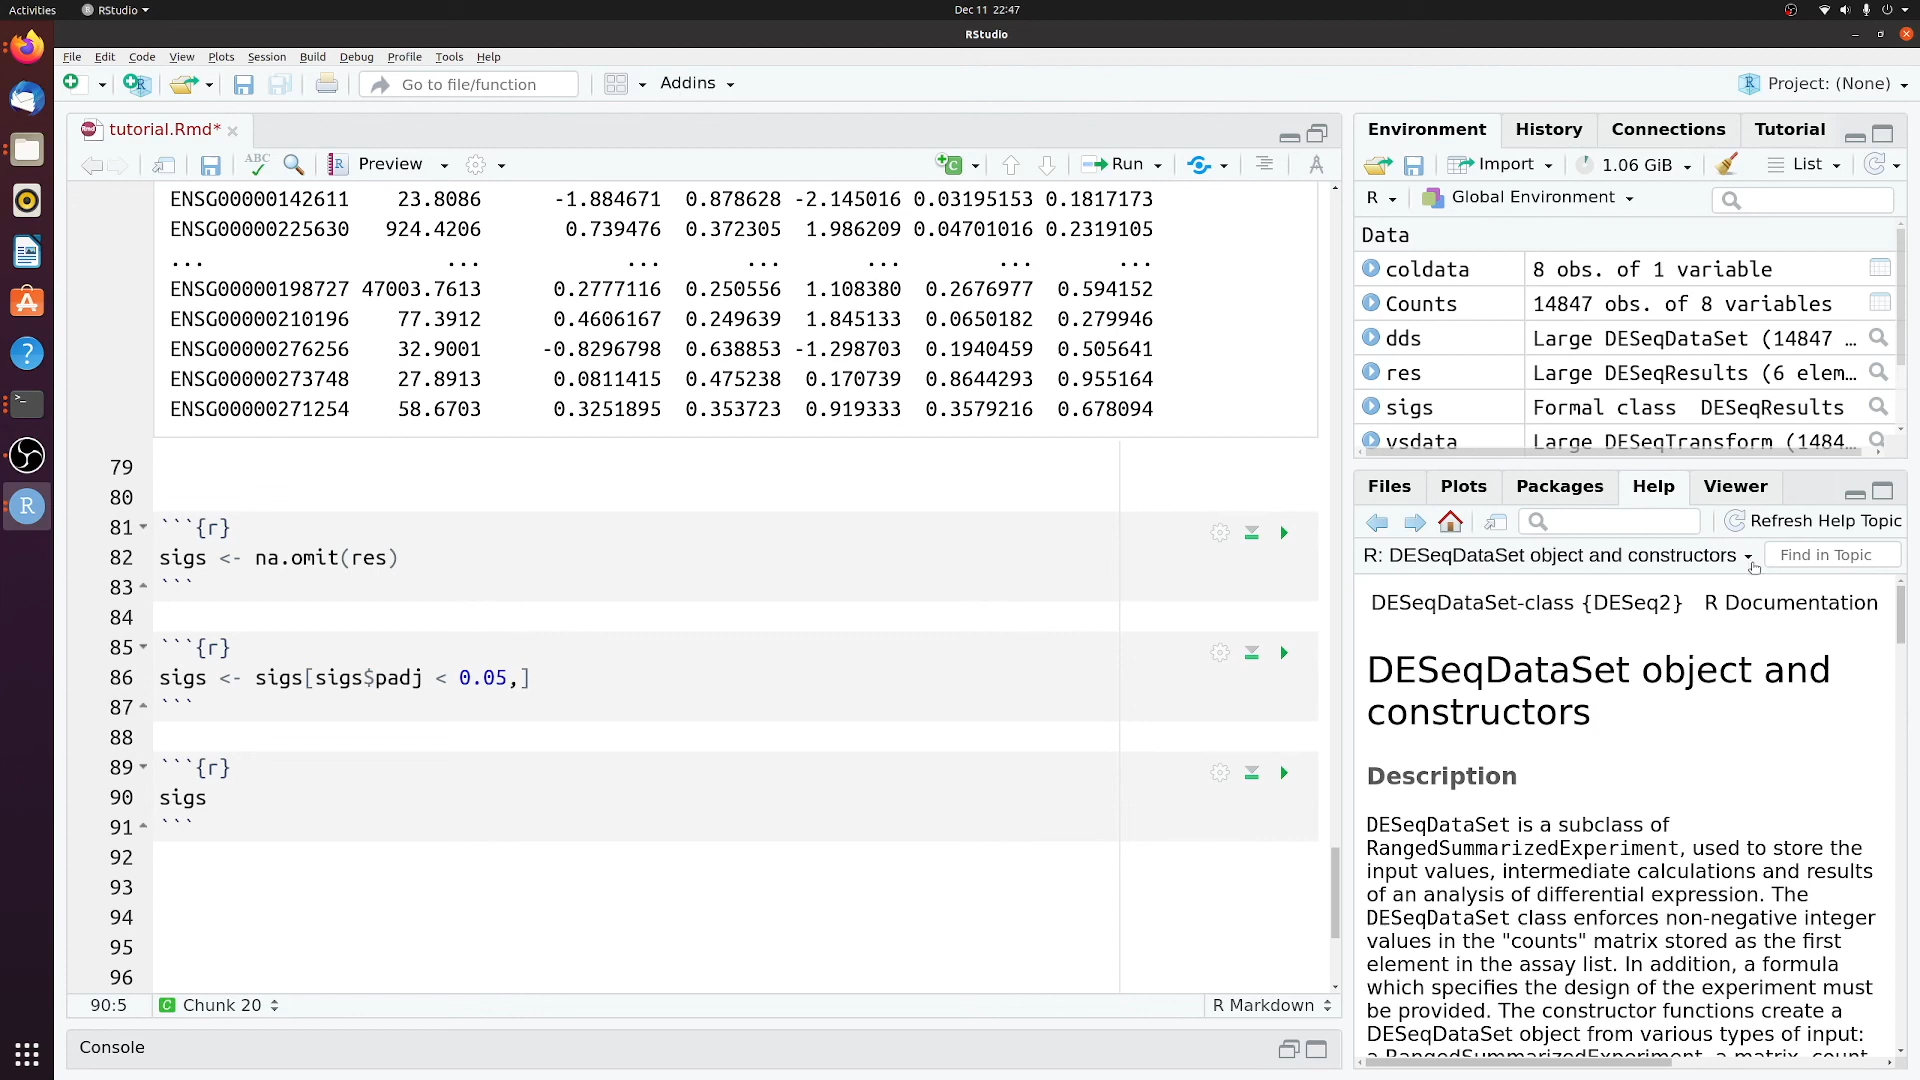 Activities RStudio Dec 11 22:47
RStudio
File Edit Code View Plots Session Build Debug Profile Tools Help
Go to file/function Addins Project: (None)
tutorial.Rmd*
Preview Run
ENSG00000142611 23.8086 -1.884671 0.878628 -2.145016 0.03195153 0.1817173
ENSG00000225630 924.4206 0.739476 0.372305 1.986209 0.04701016 0.2319105
... ... ... ... ... ... ...
ENSG00000198727 47003.7613 0.2777116 0.250556 1.108380 0.2676977 0.594152
ENSG00000210196 77.3912 0.4606167 0.249639 1.845133 0.0650182 0.279946
ENSG00000276256 32.9001 -0.8296798 0.638853 -1.298703 0.1940459 0.505641
ENSG00000273748 27.8913 0.0811415 0.475238 0.170739 0.8644293 0.955164
ENSG00000271254 58.6703 0.3251895 0.353723 0.919333 0.3579216 0.678094
79
80
81 ```{r}
82 sigs <- na.omit(res)
83 ```
84
85 ```{r}
86 sigs <- sigs[sigs$padj < 0.05,]
87 ```
88
89 ```{r}
90 sigs
91 ```
92
93
94
95
96
90:5 Chunk 20 R Markdown
Console
Environment History Connections Tutorial
Import 1.06 GiB List
R Global Environment
Data
coldata 8 obs. of 1 variable
Counts 14847 obs. of 8 variables
dds Large DESeqDataSet (14847 …
res Large DESeqResults (6 elem…
sigs Formal class DESeqResults
vsdata Large DESeqTransform (1484…
Files Plots Packages Help Viewer
Refresh Help Topic
R: DESeqDataSet object and constructors Find in Topic
DESeqDataSet-class {DESeq2} R Documentation
DESeqDataSet object and
constructors
Description
DESeqDataSet is a subclass of
RangedSummarizedExperiment, used to store the
input values, intermediate calculations and results
of an analysis of differential expression. The
DESeqDataSet class enforces non-negative integer
values in the "counts" matrix stored as the first
element in the assay list. In addition, a formula
which specifies the design of the experiment must
be provided. The constructor functions create a
DESeqDataSet object from various types of input:
a RangedSummarizedExperiment, a matrix, count